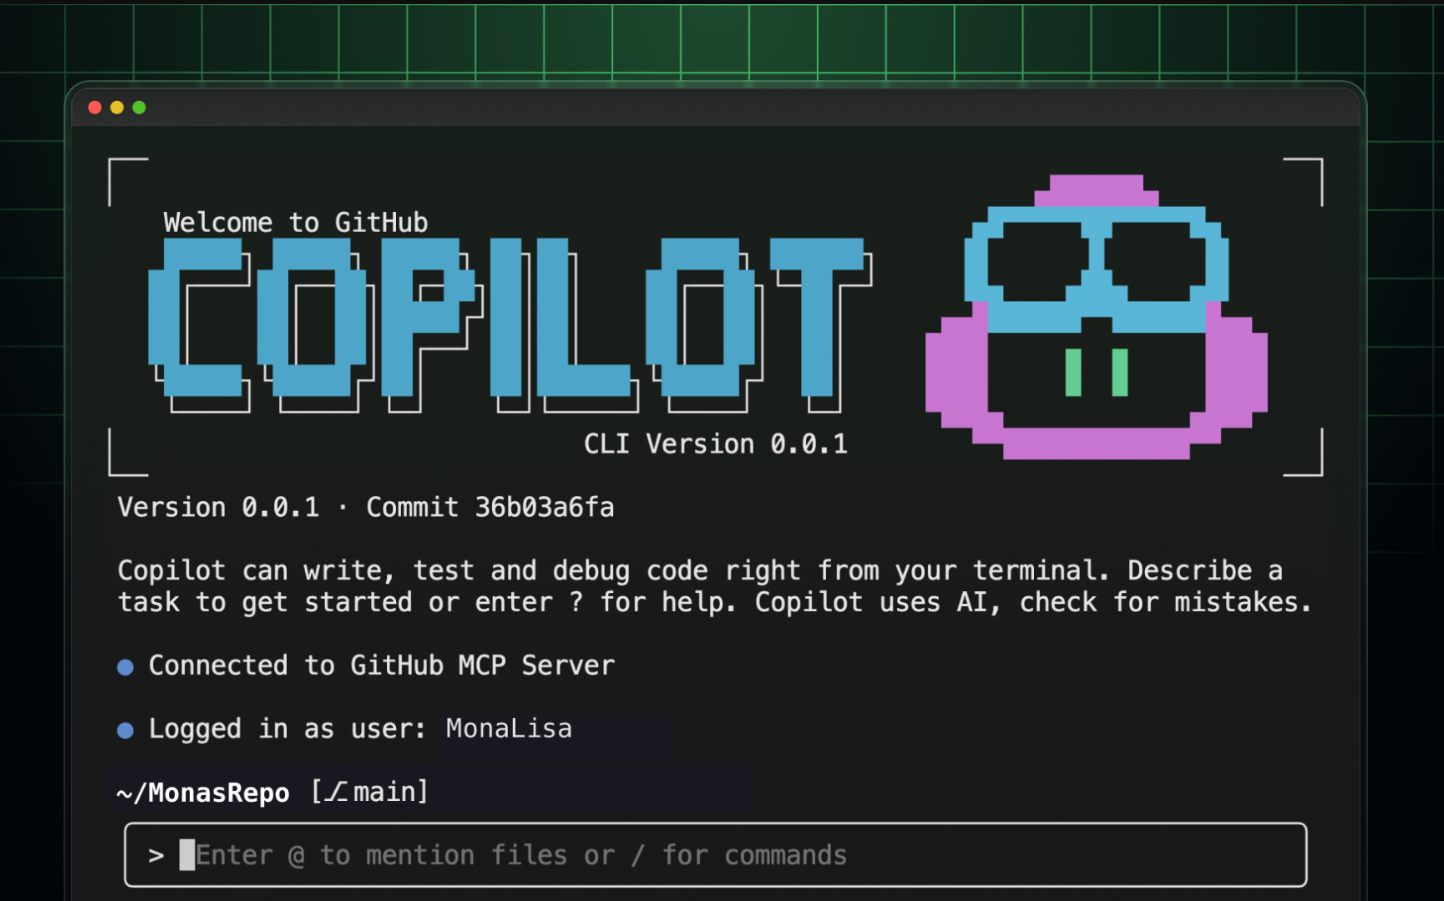 Welcome to GitHub
COPILOT
CLI Version 0.0.1
Version 0.0.1 · Commit 36b03a6fa
Copilot can write, test and debug code right from your terminal. Describe a
task to get started or enter ? for help. Copilot uses AI, check for mistakes.
● Connected to GitHub MCP Server
● Logged in as user: MonaLisa
~/MonasRepo [⎇main]
> Enter @ to mention files or / for commands